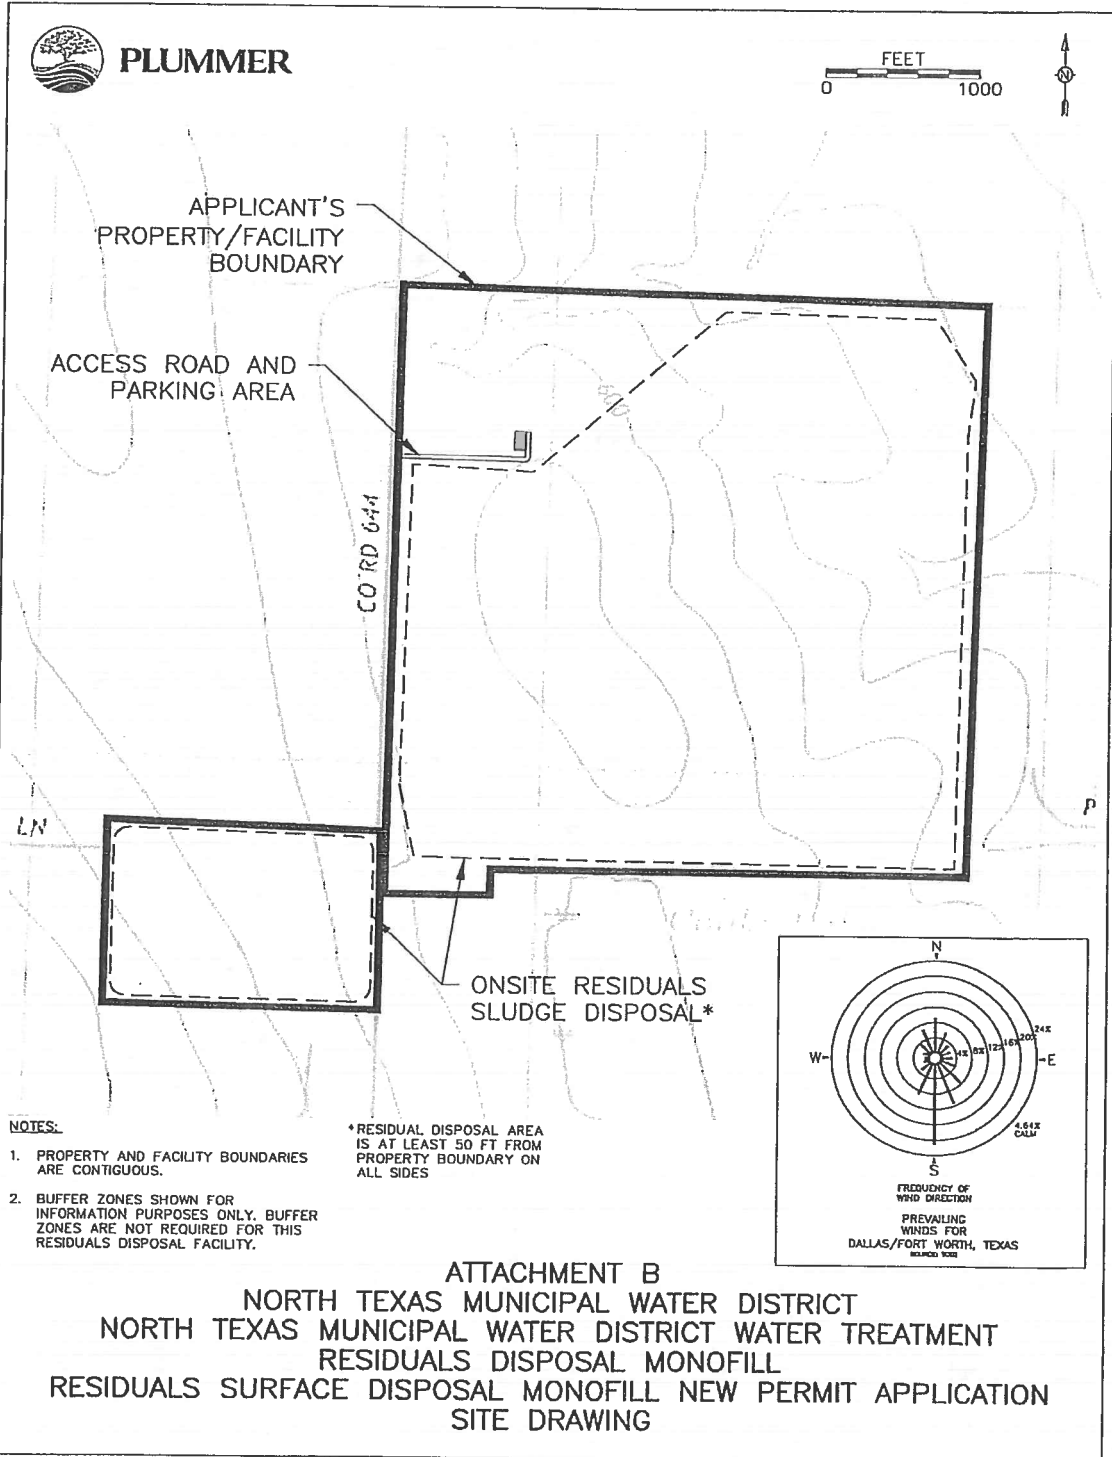 PLUMMER
FEET
0 1000
N
APPLICANT'S
PROPERTY/FACILITY
BOUNDARY
ACCESS ROAD AND
PARKING AREA
500
CO RD 644
LN
P
ONSITE RESIDUALS
SLUDGE DISPOSAL*
N
W
E
S
4% 8% 12% 16% 20% 24%
4.64%
CALM
FREQUENCY OF
WIND DIRECTION
PREVAILING
WINDS FOR
DALLAS/FORT WORTH, TEXAS
NOTES:
1. PROPERTY AND FACILITY BOUNDARIES
ARE CONTIGUOUS.
2. BUFFER ZONES SHOWN FOR
INFORMATION PURPOSES ONLY. BUFFER
ZONES ARE NOT REQUIRED FOR THIS
RESIDUALS DISPOSAL FACILITY.
*RESIDUAL DISPOSAL AREA
IS AT LEAST 50 FT FROM
PROPERTY BOUNDARY ON
ALL SIDES
ATTACHMENT B
NORTH TEXAS MUNICIPAL WATER DISTRICT
NORTH TEXAS MUNICIPAL WATER DISTRICT WATER TREATMENT
RESIDUALS DISPOSAL MONOFILL
RESIDUALS SURFACE DISPOSAL MONOFILL NEW PERMIT APPLICATION
SITE DRAWING